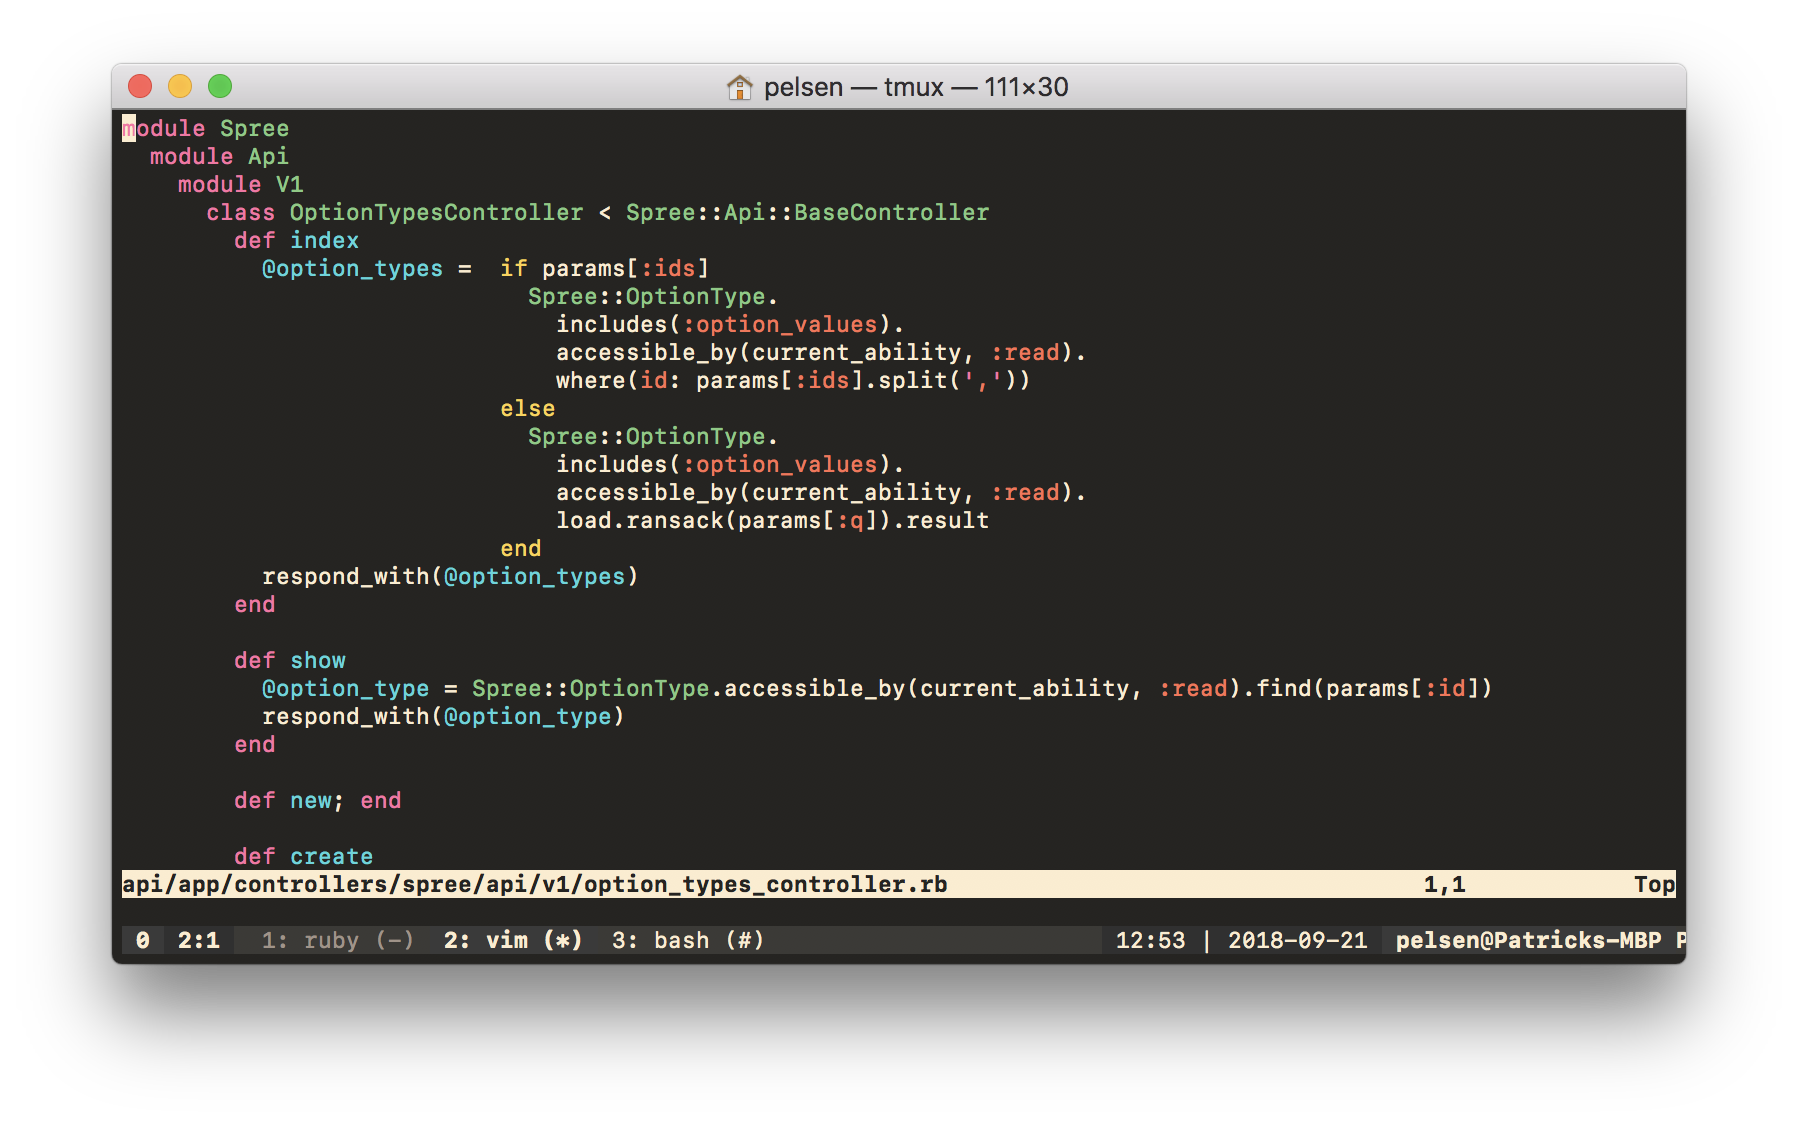 pelsen — tmux — 111×30
module Spree
  module Api
    module V1
      class OptionTypesController < Spree::Api::BaseController
        def index
          @option_types =  if params[:ids]
                             Spree::OptionType.
                               includes(:option_values).
                               accessible_by(current_ability, :read).
                               where(id: params[:ids].split(','))
                           else
                             Spree::OptionType.
                               includes(:option_values).
                               accessible_by(current_ability, :read).
                               load.ransack(params[:q]).result
                           end
          respond_with(@option_types)
        end

        def show
          @option_type = Spree::OptionType.accessible_by(current_ability, :read).find(params[:id])
          respond_with(@option_type)
        end

        def new; end

        def create
api/app/controllers/spree/api/v1/option_types_controller.rb 1,1 Top
0 2:1 1: ruby (-) 2: vim (*) 3: bash (#) 12:53 | 2018-09-21 pelsen@Patricks-MBP P